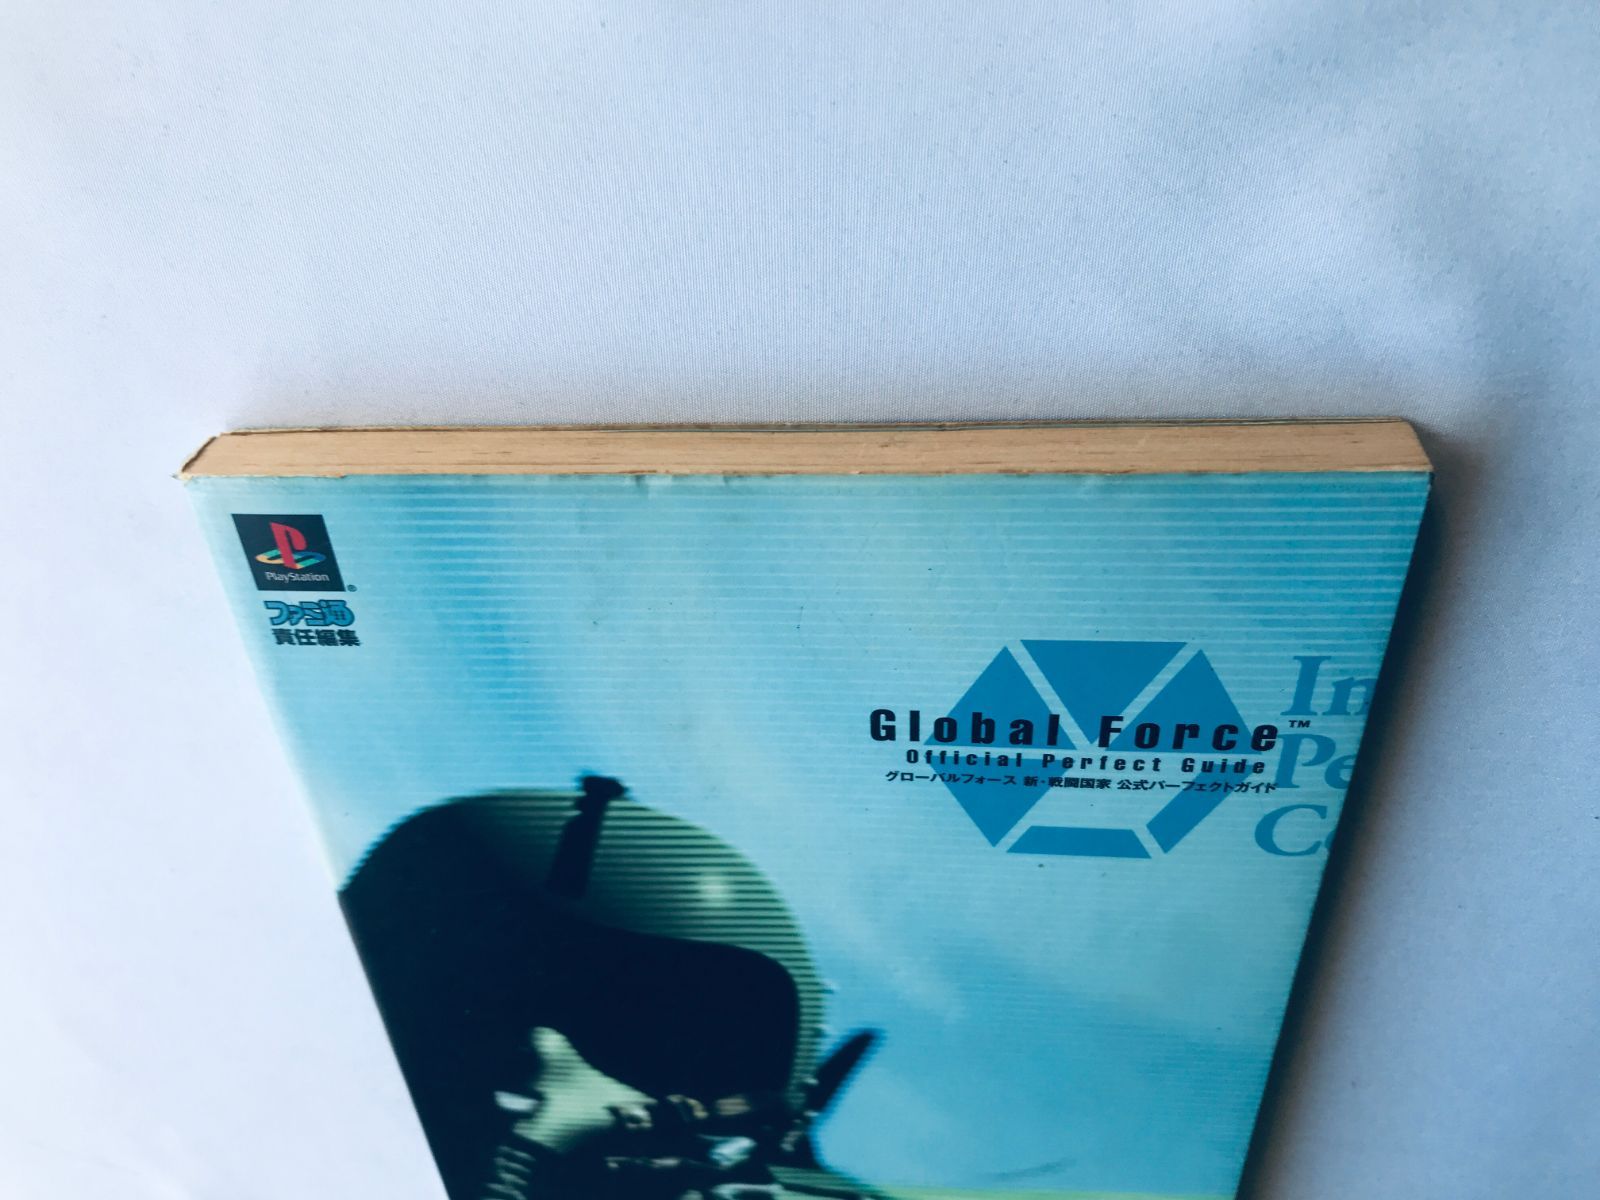 PlayStation
®
ファミ通
責任編集
Global Force™
Official Perfect Guide
グローバルフォース 新・戦闘国家 公式パーフェクトガイド
In
Pe
C